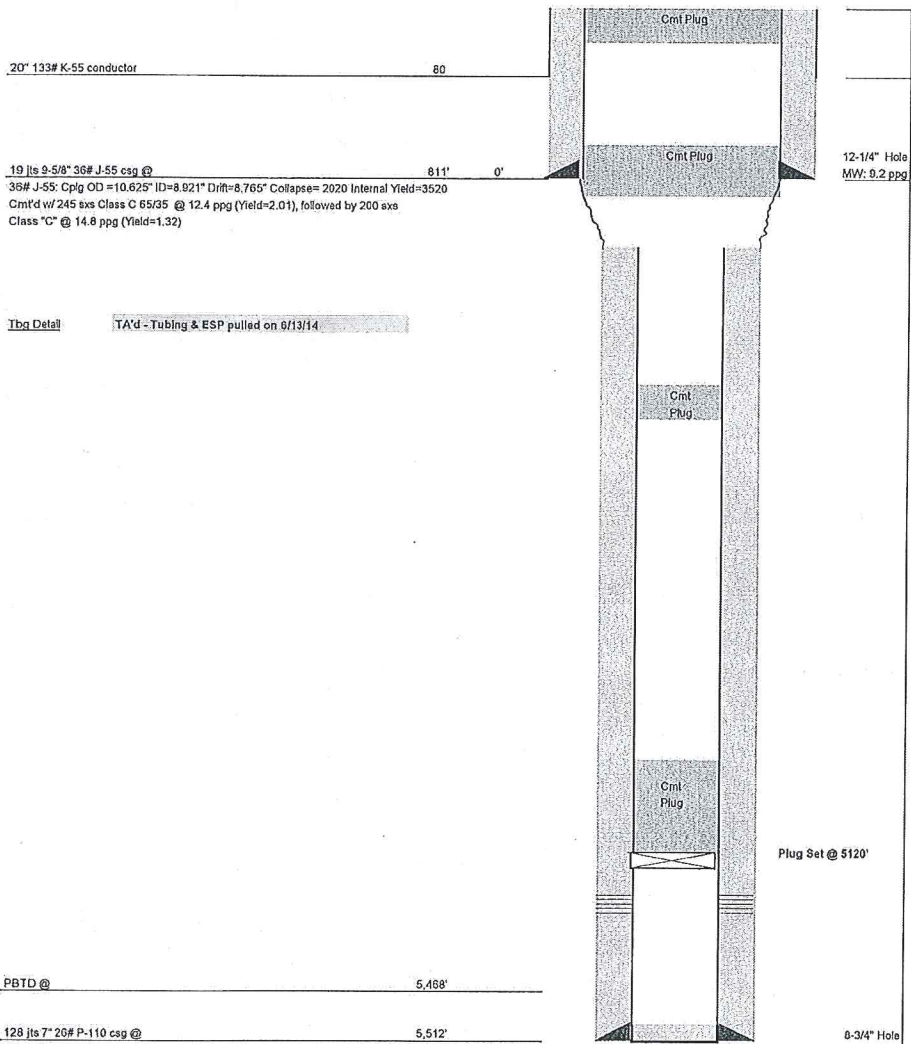 Cmt Plug
20" 133# K-55 conductor 80
Cmt Plug
12-1/4" Hole
19 jts 9-5/8" 36# J-55 csg @ 811' 0'
MW: 9.2 ppg
36# J-55: Cplg OD =10.625" ID=8.921" Drift=8.765" Collapse= 2020 Internal Yield=3520
Cmt'd w/ 245 sxs Class C 65/35 @ 12.4 ppg (Yield=2.01), followed by 200 sxs
Class "C" @ 14.8 ppg (Yield=1.32)
Tbg Detail TA'd - Tubing & ESP pulled on 6/13/14
Cmt
Plug
Cmt
Plug
Plug Set @ 5120'
PBTD @ 5,468'
128 jts 7" 26# P-110 csg @ 5,512'
8-3/4" Hole